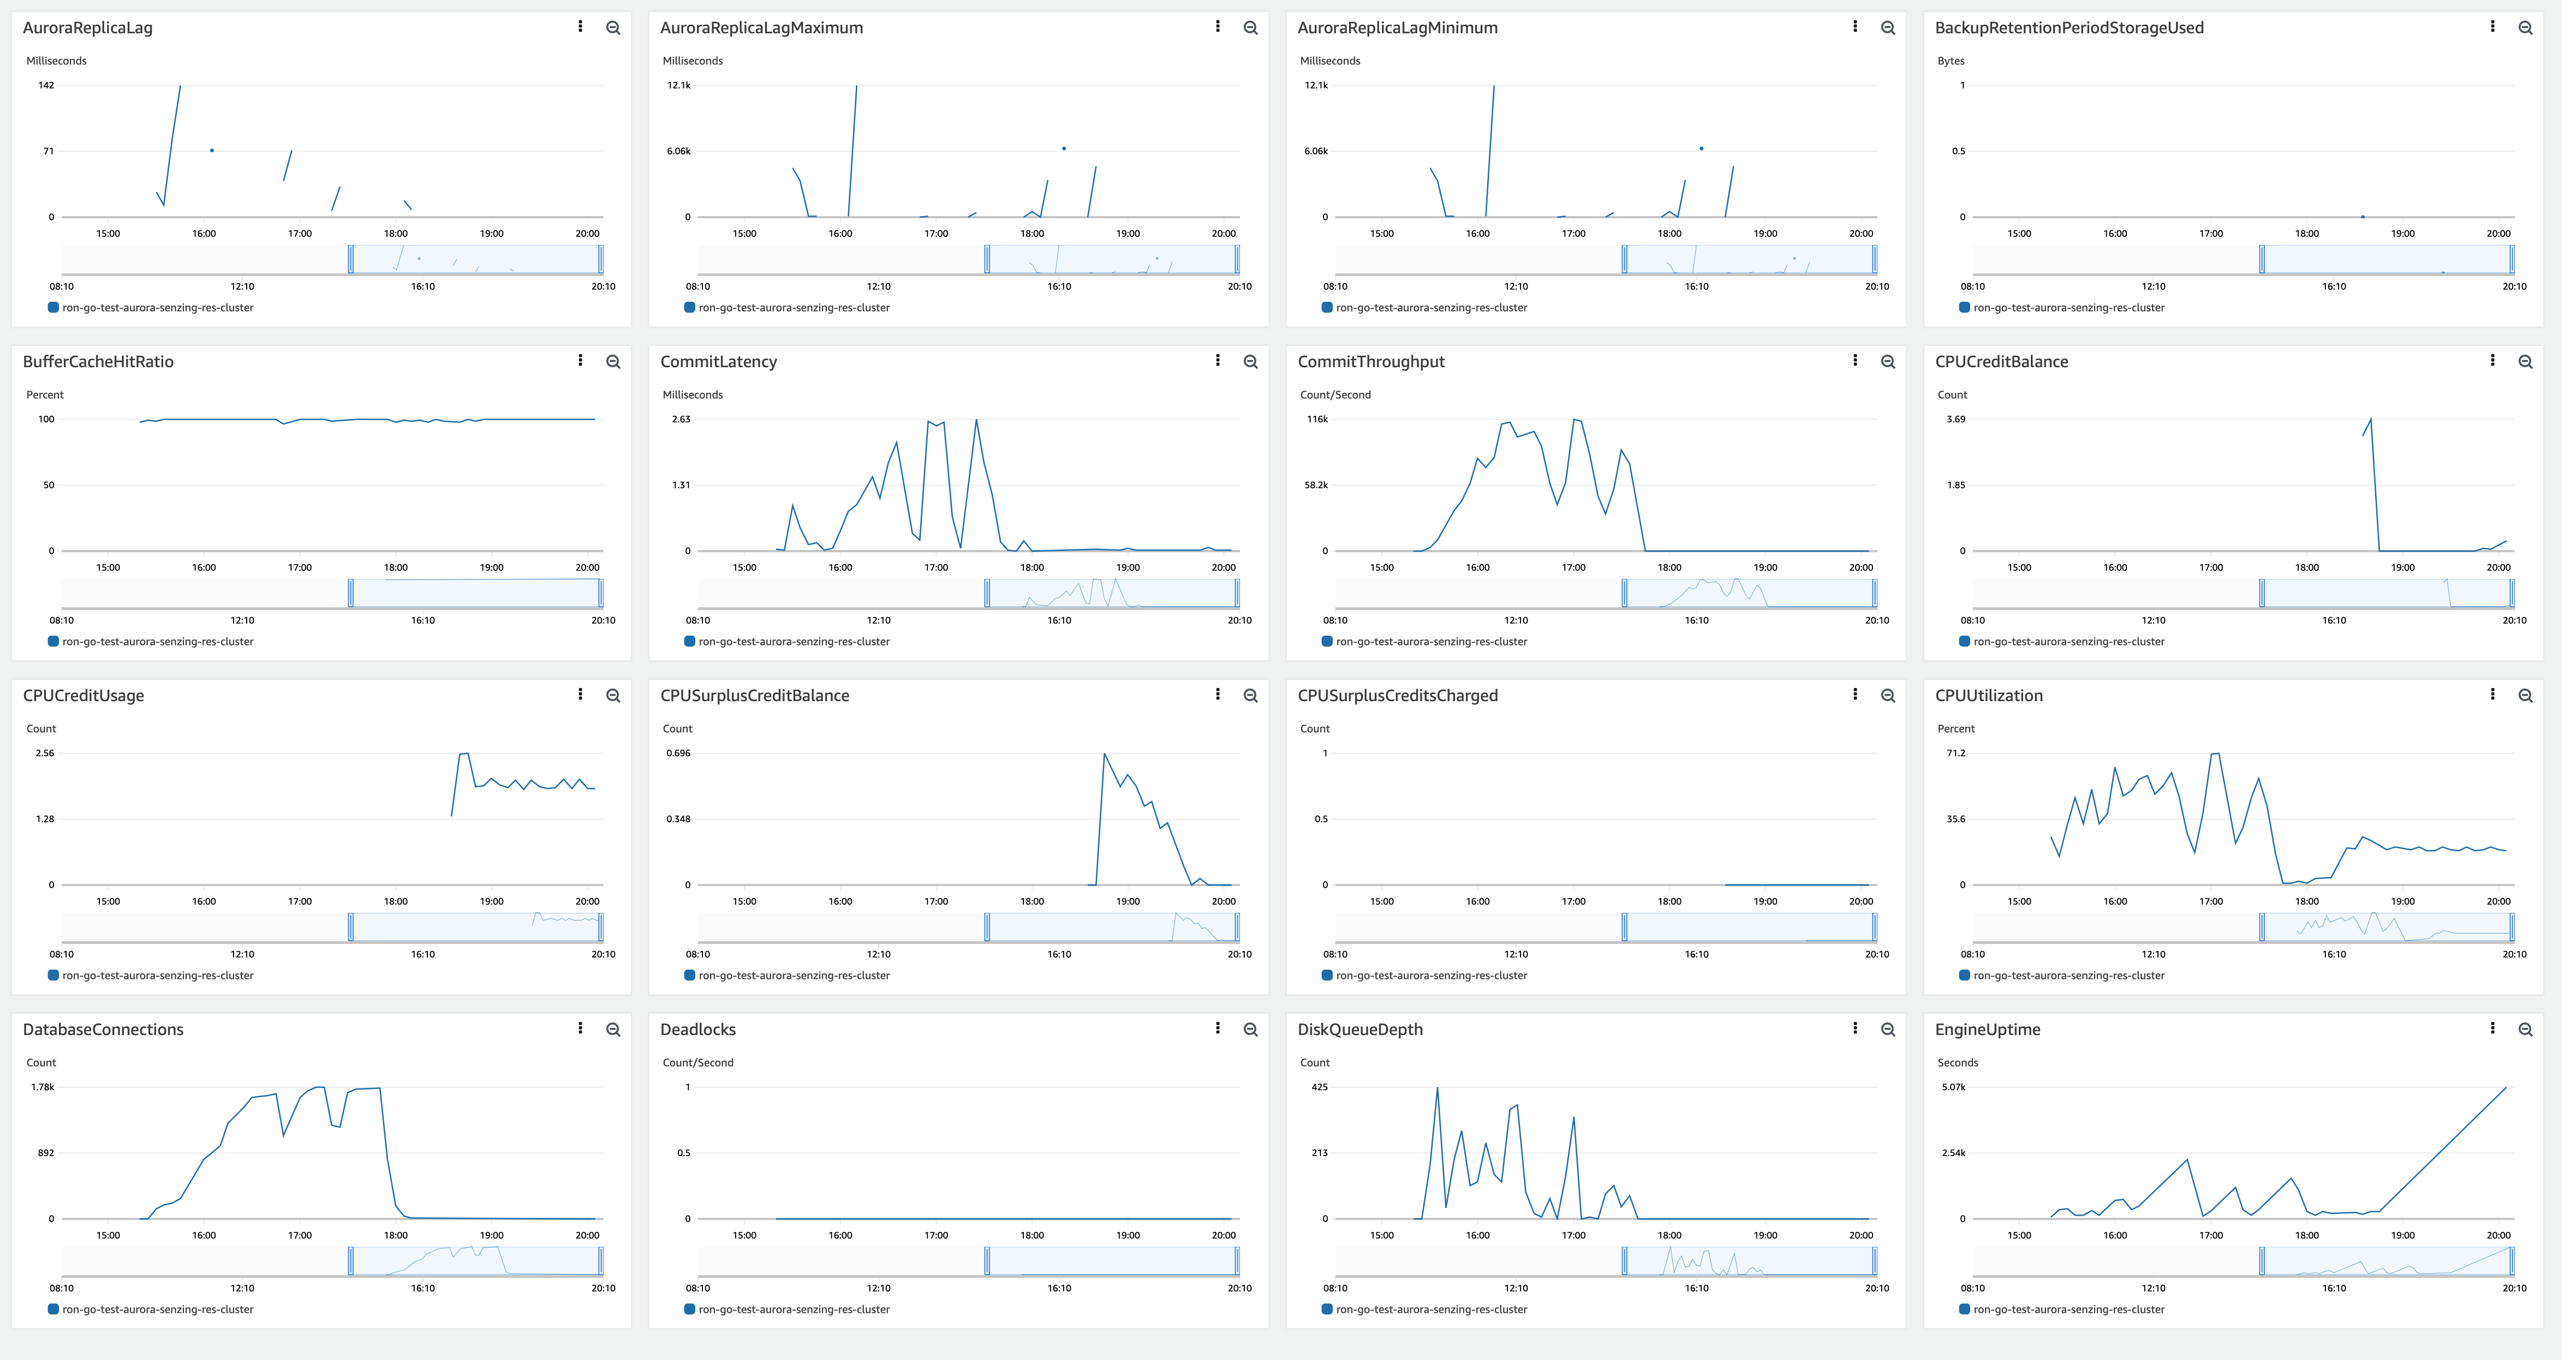 AuroraReplicaLag
Milliseconds
142
71
0
15:00 16:00 17:00 18:00 19:00 20:00
08:10 12:10 16:10 20:10
ron-go-test-aurora-senzing-res-cluster
AuroraReplicaLagMaximum
Milliseconds
12.1k
6.06k
0
15:00 16:00 17:00 18:00 19:00 20:00
08:10 12:10 16:10 20:10
ron-go-test-aurora-senzing-res-cluster
AuroraReplicaLagMinimum
Milliseconds
12.1k
6.06k
0
15:00 16:00 17:00 18:00 19:00 20:00
08:10 12:10 16:10 20:10
ron-go-test-aurora-senzing-res-cluster
BackupRetentionPeriodStorageUsed
Bytes
1
0.5
0
15:00 16:00 17:00 18:00 19:00 20:00
08:10 12:10 16:10 20:10
ron-go-test-aurora-senzing-res-cluster
BufferCacheHitRatio
Percent
100
50
0
15:00 16:00 17:00 18:00 19:00 20:00
08:10 12:10 16:10 20:10
ron-go-test-aurora-senzing-res-cluster
CommitLatency
Milliseconds
2.63
1.31
0
15:00 16:00 17:00 18:00 19:00 20:00
08:10 12:10 16:10 20:10
ron-go-test-aurora-senzing-res-cluster
CommitThroughput
Count/Second
116k
58.2k
0
15:00 16:00 17:00 18:00 19:00 20:00
08:10 12:10 16:10 20:10
ron-go-test-aurora-senzing-res-cluster
CPUCreditBalance
Count
3.69
1.85
0
15:00 16:00 17:00 18:00 19:00 20:00
08:10 12:10 16:10 20:10
ron-go-test-aurora-senzing-res-cluster
CPUCreditUsage
Count
2.56
1.28
0
15:00 16:00 17:00 18:00 19:00 20:00
08:10 12:10 16:10 20:10
ron-go-test-aurora-senzing-res-cluster
CPUSurplusCreditBalance
Count
0.696
0.348
0
15:00 16:00 17:00 18:00 19:00 20:00
08:10 12:10 16:10 20:10
ron-go-test-aurora-senzing-res-cluster
CPUSurplusCreditsCharged
Count
1
0.5
0
15:00 16:00 17:00 18:00 19:00 20:00
08:10 12:10 16:10 20:10
ron-go-test-aurora-senzing-res-cluster
CPUUtilization
Percent
71.2
35.6
0
15:00 16:00 17:00 18:00 19:00 20:00
08:10 12:10 16:10 20:10
ron-go-test-aurora-senzing-res-cluster
DatabaseConnections
Count
1.78k
892
0
15:00 16:00 17:00 18:00 19:00 20:00
08:10 12:10 16:10 20:10
ron-go-test-aurora-senzing-res-cluster
Deadlocks
Count/Second
1
0.5
0
15:00 16:00 17:00 18:00 19:00 20:00
08:10 12:10 16:10 20:10
ron-go-test-aurora-senzing-res-cluster
DiskQueueDepth
Count
425
213
0
15:00 16:00 17:00 18:00 19:00 20:00
08:10 12:10 16:10 20:10
ron-go-test-aurora-senzing-res-cluster
EngineUptime
Seconds
5.07k
2.54k
0
15:00 16:00 17:00 18:00 19:00 20:00
08:10 12:10 16:10 20:10
ron-go-test-aurora-senzing-res-cluster